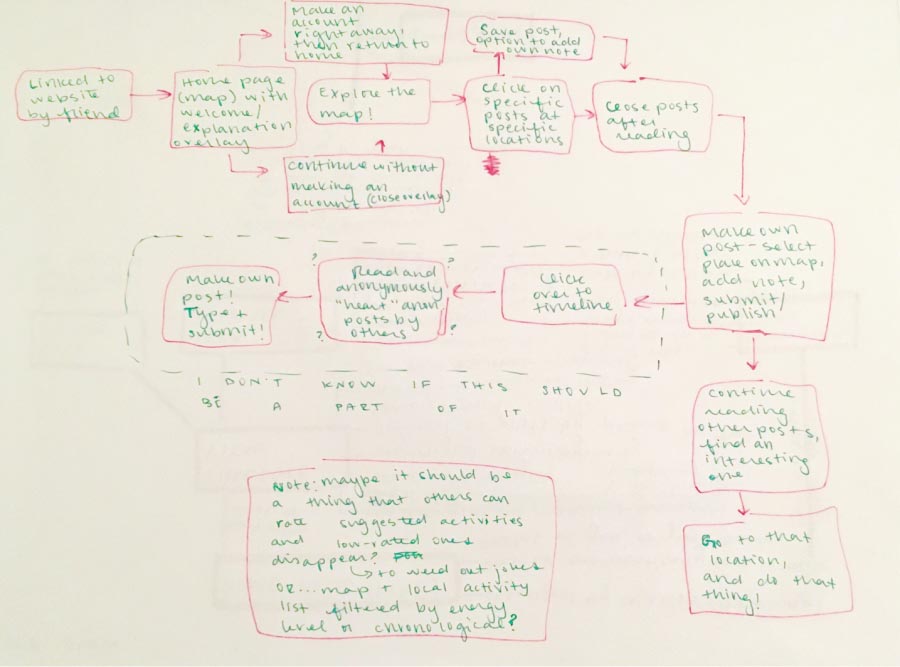 Linked to
website
by friend
Home page
(map) with
welcome/
explanation
overlay
Make an
account
right away,
then return to
home
Explore the
map!
continue without
making an
account (close overlay)
Save post,
option to add
own note
Click on
specific
posts at
specific
locations
Close posts
after
reading
Make own
post-select
place on map,
add note,
submit/
publish
Click
over to
timeline
? ?
Read and
anonymously
"heart" anon
posts by
others
? ?
Make own
post!
Type +
submit!
I DON'T KNOW IF THIS SHOULD
BE A PART OF IT
continue
reading
other posts,
find an
interesting
one
Go to that
location,
and do that
thing!
Note: maybe it should be
a thing that others can
rate suggested activities
and low-rated ones
disappear?
↳ to weed out jokes
or... map + local activity
list filtered by energy
level or chronological?